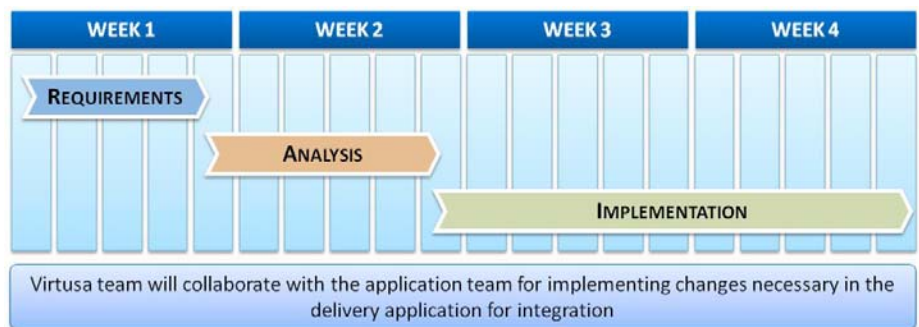 WEEK 1 WEEK 2 WEEK 3 WEEK 4
REQUIREMENTS
ANALYSIS
IMPLEMENTATION
Virtusa team will collaborate with the application team for implementing changes necessary in the
delivery application for integration